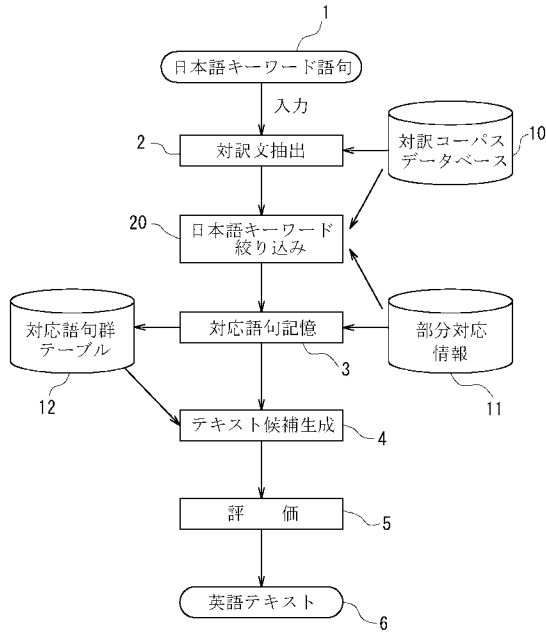 1
日本語キーワード語句
入力
2
対訳文抽出
対訳コーパス
データベース
10
20
日本語キーワード
絞り込み
対応語句群
テーブル
12
対応語句記憶
3
部分対応
情報
11
テキスト候補生成
4
評 価
5
英語テキスト
6